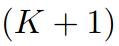 (K + 1)